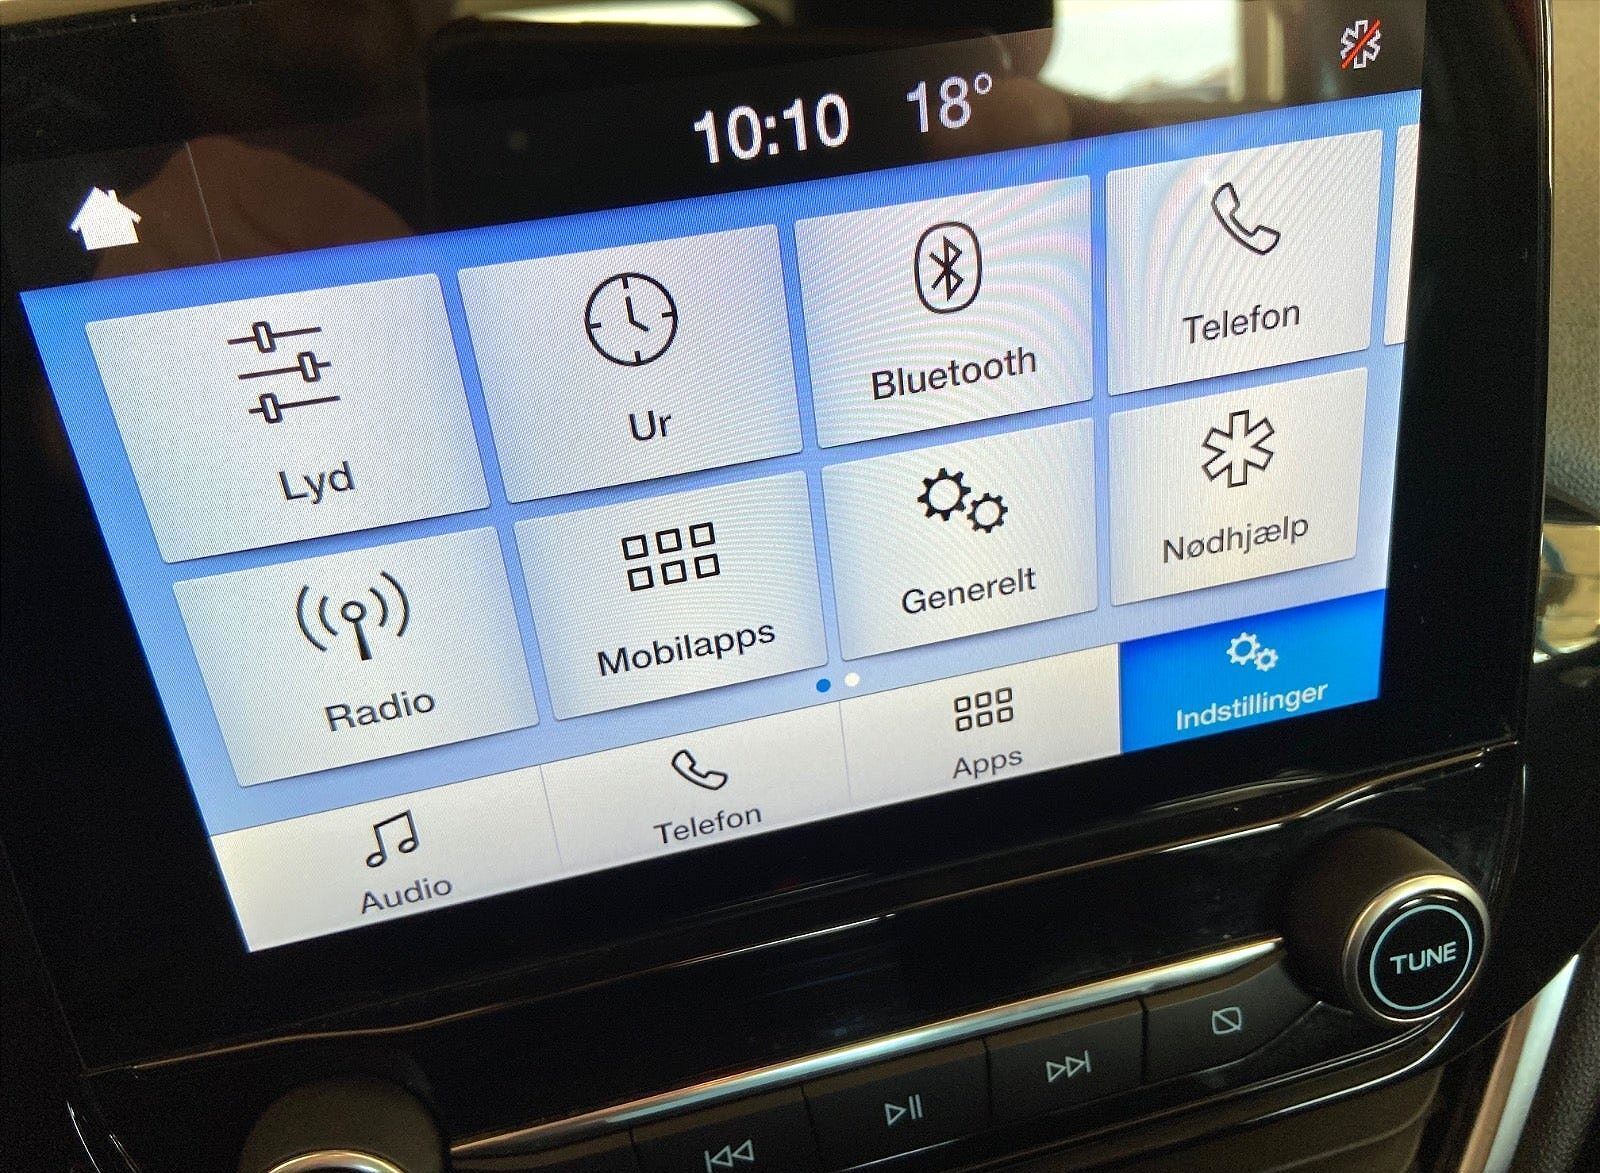 10:10 18°
Lyd
Ur
Bluetooth
Telefon
Radio
Mobilapps
Generelt
Nødhjælp
Audio
Telefon
Apps
Indstillinger
TUNE